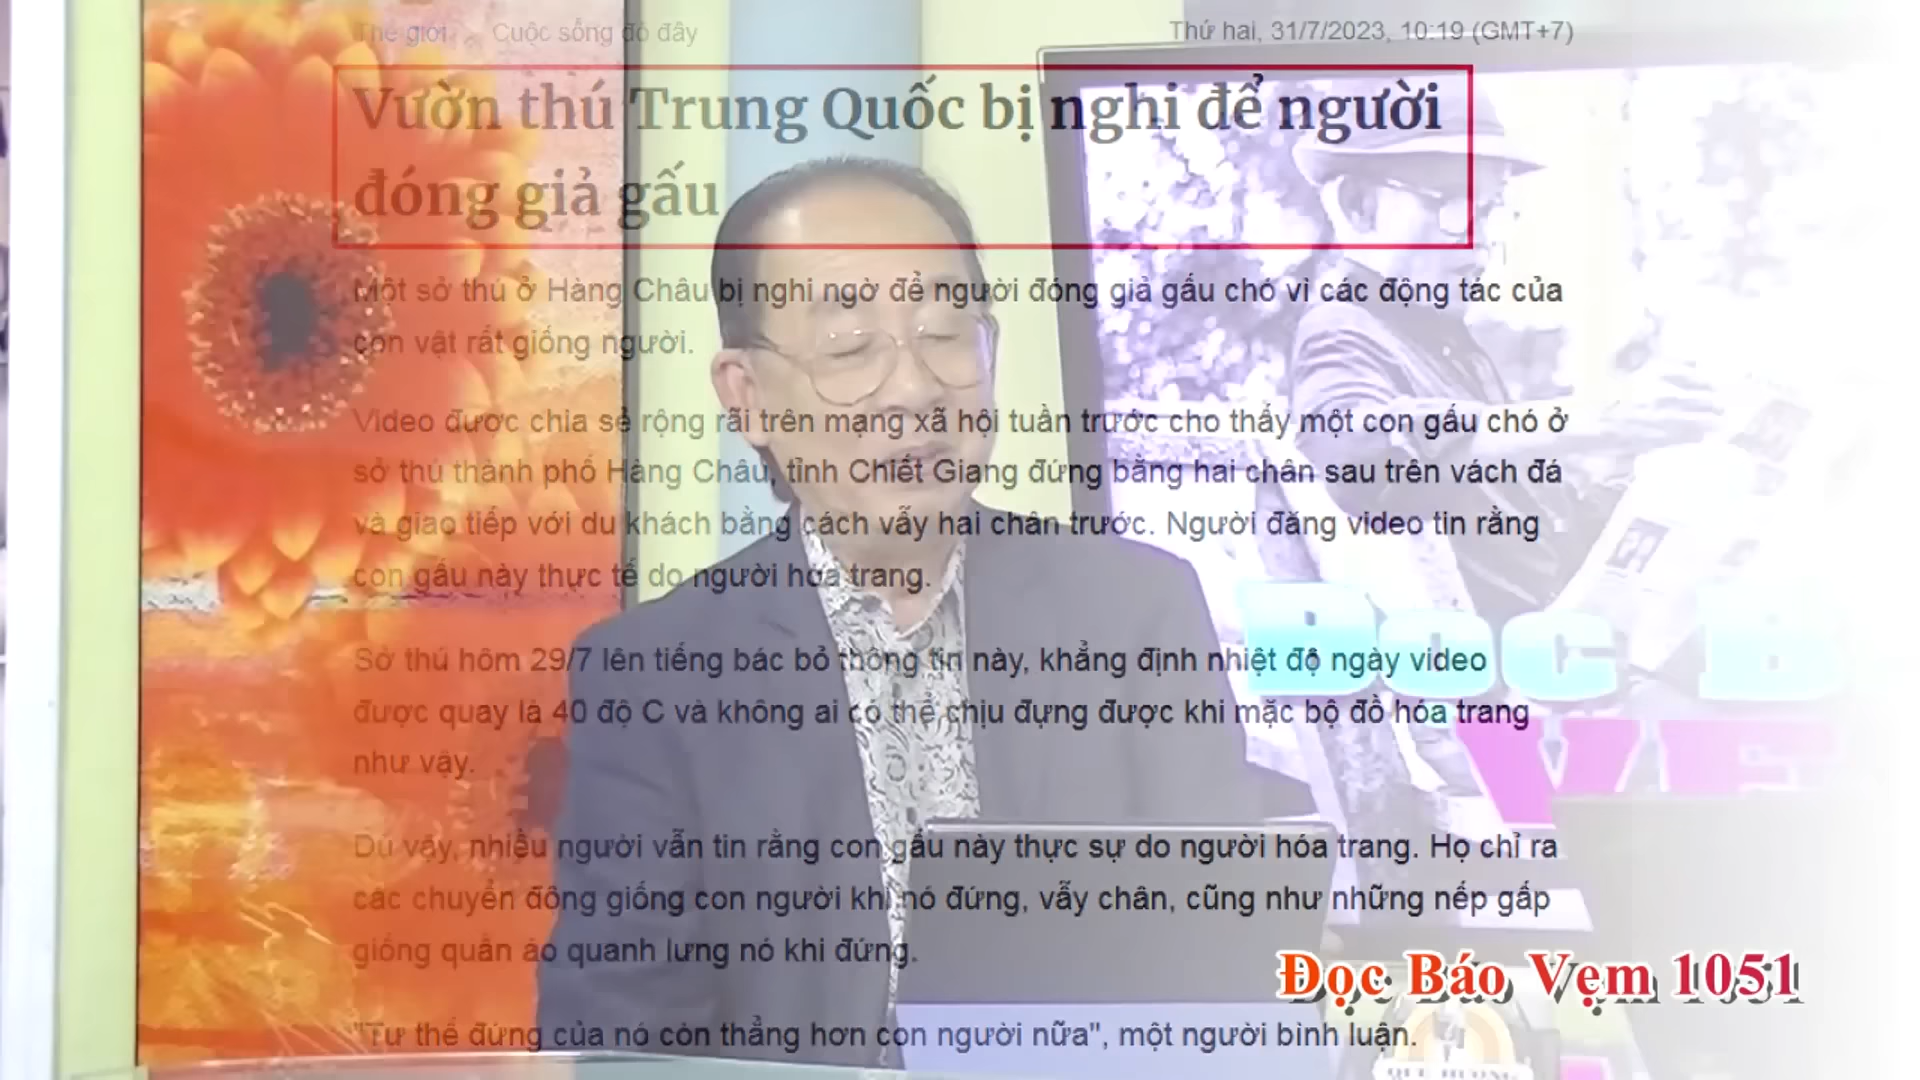 Thế giới Cuộc sống đó đây Thứ hai, 31/7/2023, 10:19 (GMT+7)
Vườn thú Trung Quốc bị nghi để người
đóng giả gấu
Một sở thú ở Hàng Châu bị nghi ngờ để người đóng giả gấu chó vì các động tác của
con vật rất giống người.
Video được chia sẻ rộng rãi trên mạng xã hội tuần trước cho thấy một con gấu chó ở
sở thú thành phố Hàng Châu, tỉnh Chiết Giang đứng bằng hai chân sau trên vách đá
và giao tiếp với du khách bằng cách vẫy hai chân trước. Người đăng video tin rằng
con gấu này thực tế do người hóa trang.
Sở thú hôm 29/7 lên tiếng bác bỏ thông tin này, khẳng định nhiệt độ ngày video
được quay là 40 độ C và không ai có thể chịu đựng được khi mặc bộ đồ hóa trang
như vậy.
Dù vậy, nhiều người vẫn tin rằng con gấu này thực sự do người hóa trang. Họ chỉ ra
các chuyển động giống con người khi nó đứng, vẫy chân, cũng như những nếp gấp
giống quần áo quanh lưng nó khi đứng.
"Tư thế đứng của nó còn thẳng hơn con người nữa", một người bình luận.
Đọc B
VE
Đọc Báo Vẹm 1051
QUE HUONG